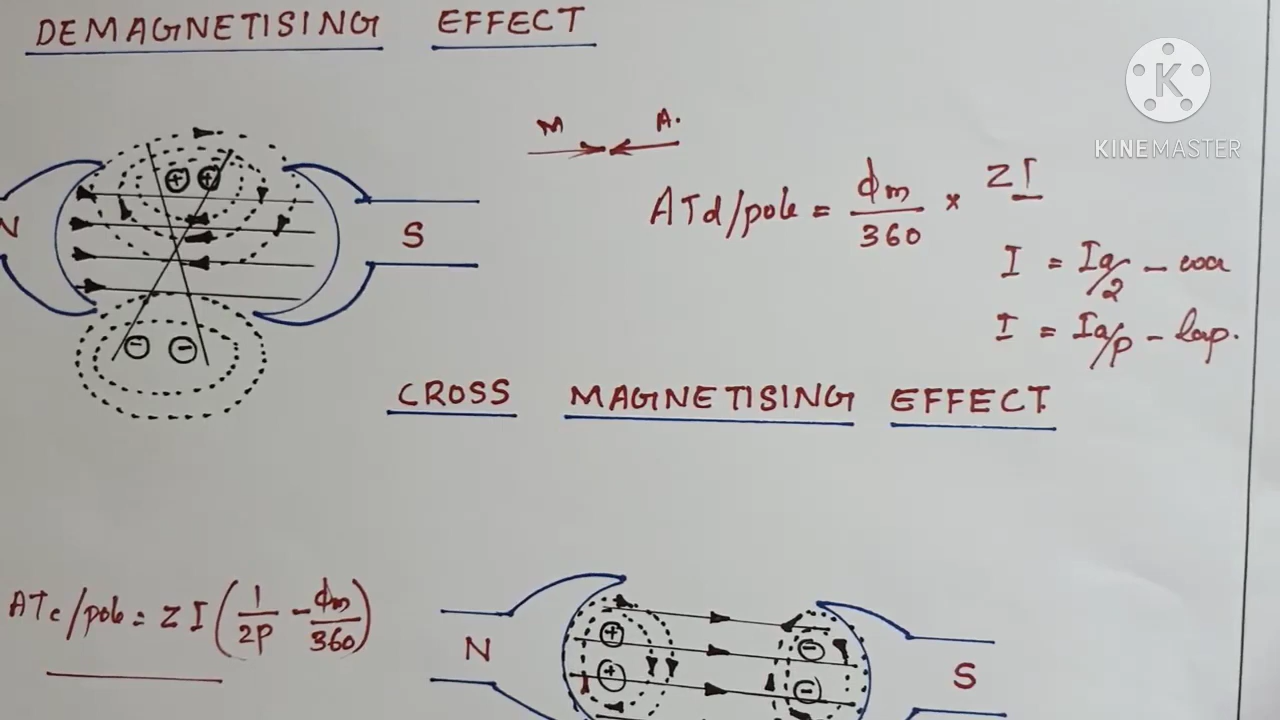 DEMAGNETISING EFFECT
K
KINEMASTER
M A.
ATd/pole = ϕm/360 × ZI
N S
I = Ia/2 -
I = Ia/p - lap.
CROSS MAGNETISING EFFECT
ATc/pole = ZI (1/2p - ϕm/360)
N S